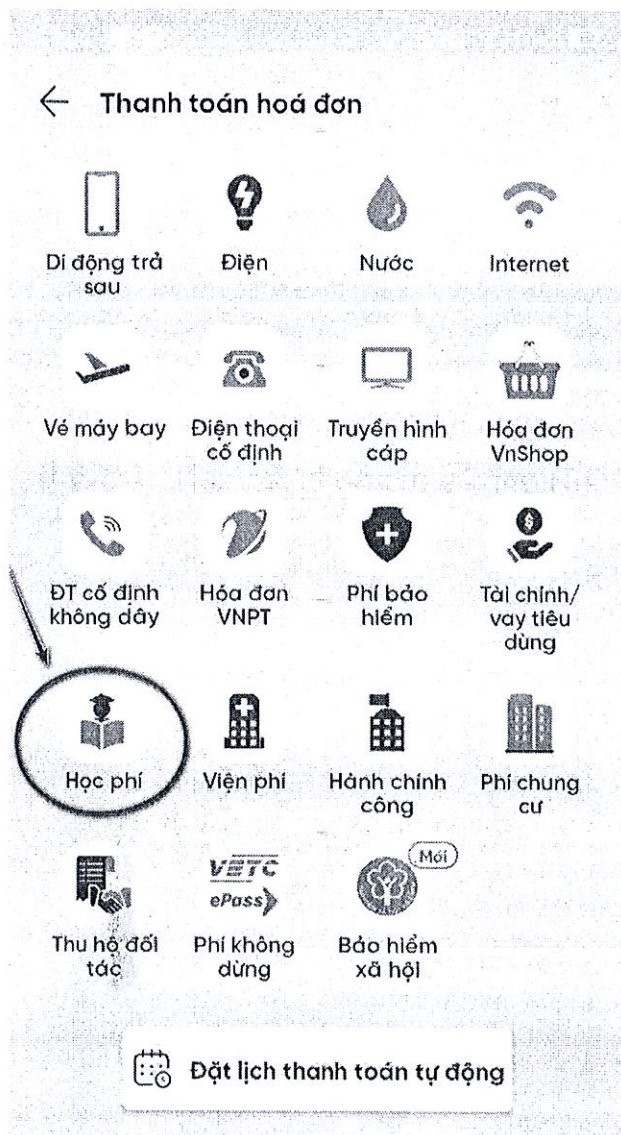 Thanh toán hoá đơn
Di động trả
sau
Điện
Nước
Internet
Vé máy bay
Điện thoại
cố định
Truyền hình
cáp
Hóa đơn
VnShop
ĐT cố định
không dây
Hóa đơn
VNPT
Phí bảo
hiểm
Tài chính/
vay tiêu
dùng
Học phí
Viện phí
Hành chính
công
Phí chung
cư
Thu hộ đối
tác
VETC
ePass
Phí không
dừng
Mới
Bảo hiểm
xã hội
Đặt lịch thanh toán tự động